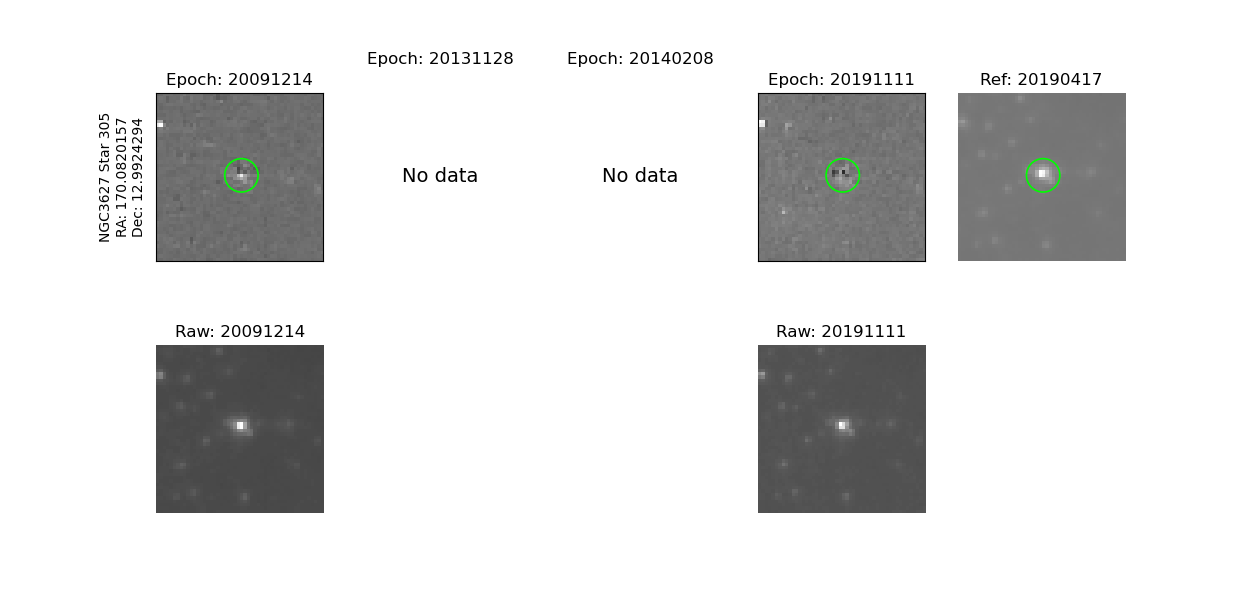 Epoch: 20131128
Epoch: 20140208
Epoch: 20091214
Epoch: 20191111
Ref: 20190417
NGC3627 Star 305
RA: 170.0820157
Dec: 12.9924294
No data
No data
Raw: 20091214
Raw: 20191111